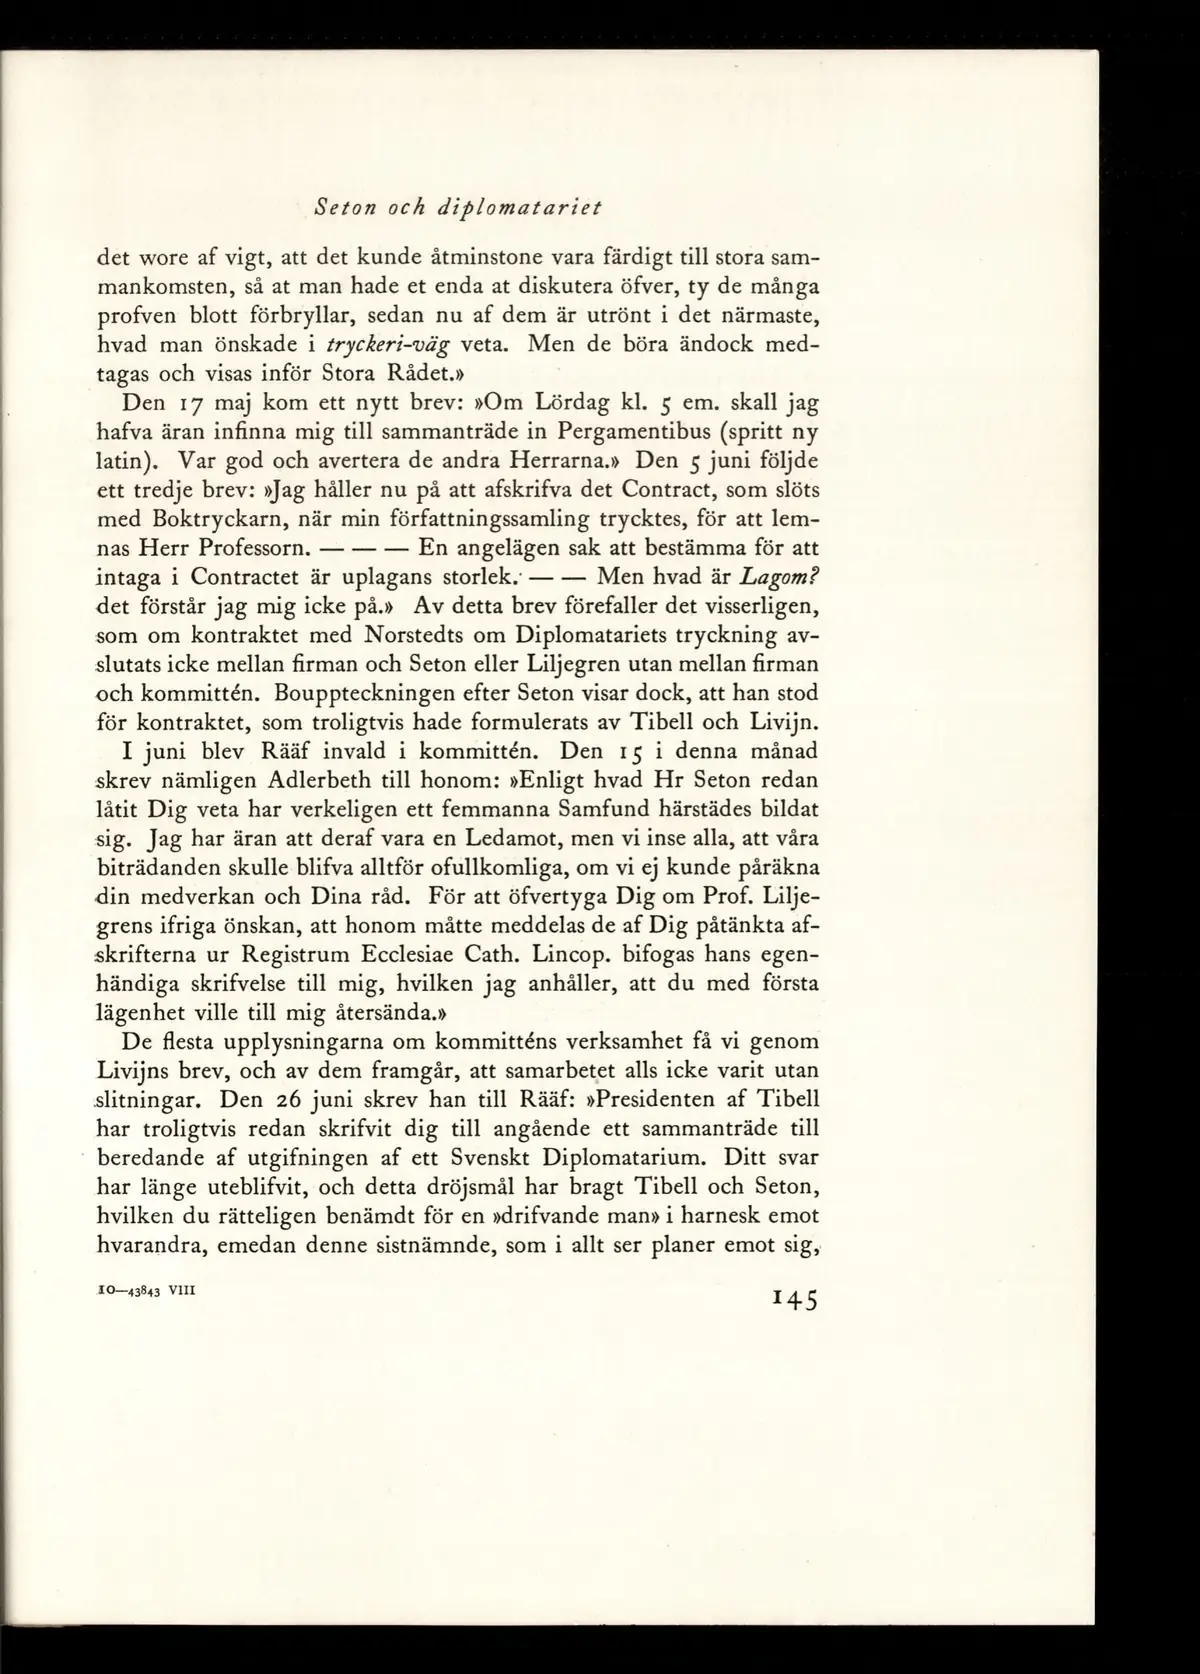 Seton och diplomatariet
det wore af vigt, att det kunde åtminstone vara färdigt till stora sam-
mankomsten, så at man hade et enda at diskutera öfver, ty de många
profven blott förbryllar, sedan nu af dem är utrönt i det närmaste,
hvad man önskade i tryckeri-väg veta. Men de böra ändock med-
tagas och visas inför Stora Rådet.»
Den 17 maj kom ett nytt brev: »Om Lördag kl. 5 em. skall jag
hafva äran infinna mig till sammanträde in Pergamentibus (spritt ny
latin). Var god och avertera de andra Herrarna.» Den 5 juni följde
ett tredje brev: »Jag håller nu på att afskrifva det Contract, som slöts
med Boktryckarn, när min författningssamling trycktes, för att lem-
nas Herr Professorn. — — — En angelägen sak att bestämma för att
intaga i Contractet är uplagans storlek. — — Men hvad är Lagom?
det förstår jag mig icke på.» Av detta brev förefaller det visserligen,
som om kontraktet med Norstedts om Diplomatariets tryckning av-
slutats icke mellan firman och Seton eller Liljegren utan mellan firman
och kommittén. Bouppteckningen efter Seton visar dock, att han stod
för kontraktet, som troligtvis hade formulerats av Tibell och Livijn.
I juni blev Rääf invald i kommittén. Den 15 i denna månad
skrev nämligen Adlerbeth till honom: »Enligt hvad Hr Seton redan
låtit Dig veta har verkeligen ett femmanna Samfund härstädes bildat
sig. Jag har äran att deraf vara en Ledamot, men vi inse alla, att våra
biträdanden skulle blifva alltför ofullkomliga, om vi ej kunde påräkna
din medverkan och Dina råd. För att öfvertyga Dig om Prof. Lilje-
grens ifriga önskan, att honom måtte meddelas de af Dig påtänkta af-
skrifterna ur Registrum Ecclesiae Cath. Lincop. bifogas hans egen-
händiga skrifvelse till mig, hvilken jag anhåller, att du med första
lägenhet ville till mig återsända.»
De flesta upplysningarna om kommitténs verksamhet få vi genom
Livijns brev, och av dem framgår, att samarbetet alls icke varit utan
slitningar. Den 26 juni skrev han till Rääf: »Presidenten af Tibell
har troligtvis redan skrifvit dig till angående ett sammanträde till
beredande af utgifningen af ett Svenskt Diplomatarium. Ditt svar
har länge uteblifvit, och detta dröjsmål har bragt Tibell och Seton,
hvilken du rätteligen benämdt för en »drifvande man» i harnesk emot
hvarandra, emedan denne sistnämnde, som i allt ser planer emot sig,
10—43843 VIII
145